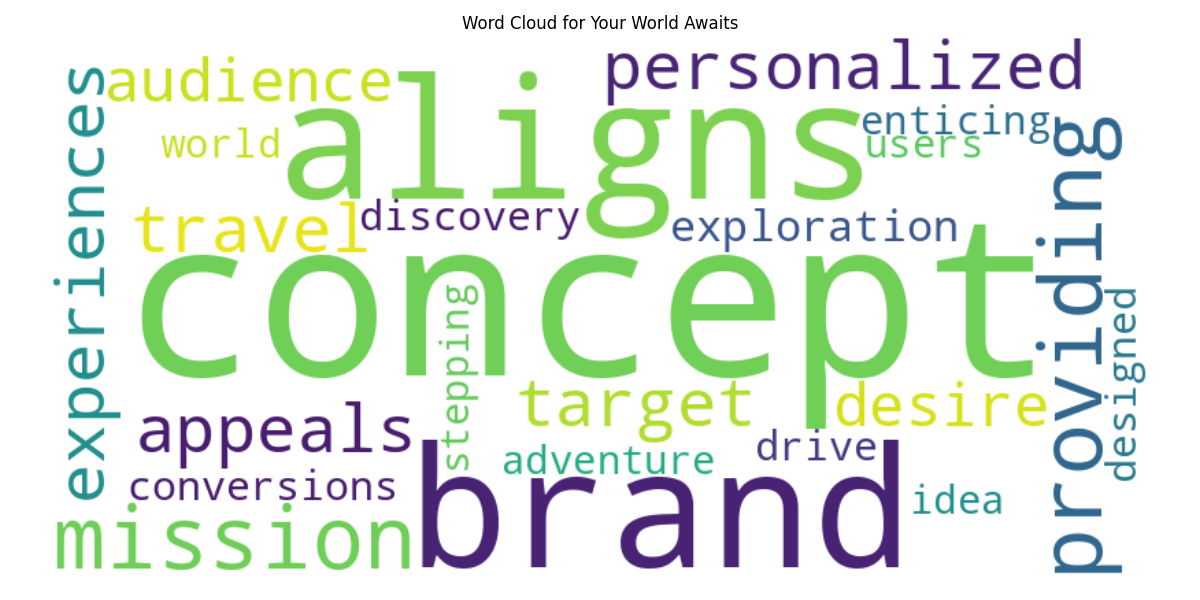 Word Cloud for Your World Awaits
personalized
audience
aligns
enticing
users
world
experiences
providing
travel
discovery
exploration
concept
stepping
designed
target
desire
appeals
drive
adventure
conversions
brand
idea
mission